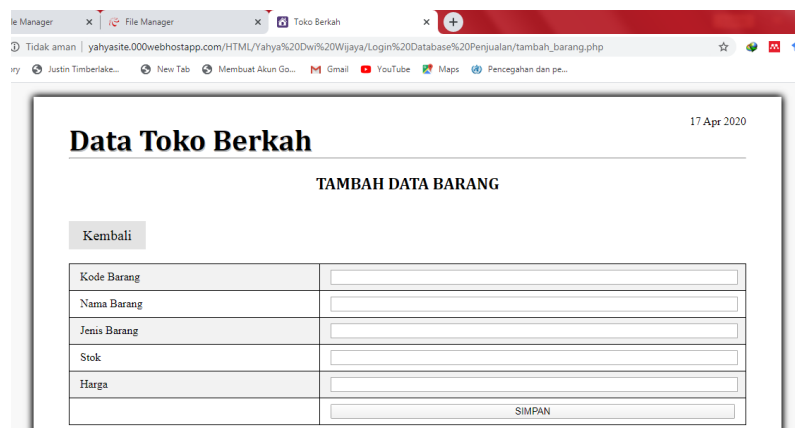 le Manager
File Manager
Toko Berkah
Tidak aman | yahyasite.000webhostapp.com/HTML/Yahya%20Dwi%20Wijaya/Login%20Database%20Penjualan/tambah_barang.php
ory Justin Timberlake... New Tab Membuat Akun Go... Gmail YouTube Maps Pencegahan dan pe...
17 Apr 2020
Data Toko Berkah
TAMBAH DATA BARANG
Kembali
Kode Barang
Nama Barang
Jenis Barang
Stok
Harga
SIMPAN